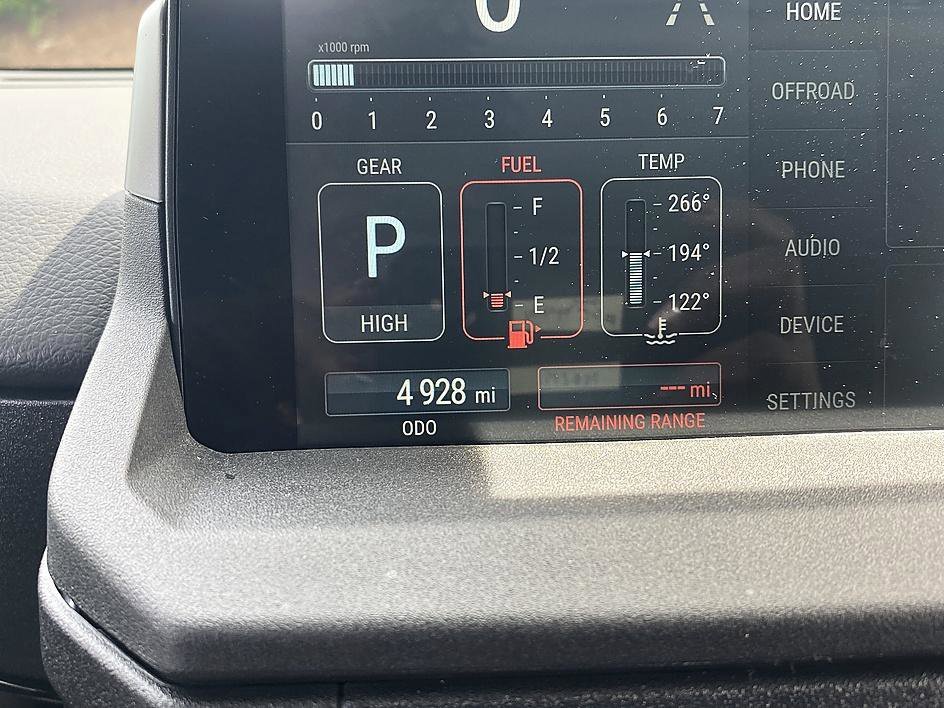 0
HOME
x1000 rpm
OFFROAD
0 1 2 3 4 5 6 7
GEAR FUEL TEMP
PHONE
F 266°
P 1/2 194°
AUDIO
E 122°
HIGH
DEVICE
4 928 mi --- mi
SETTINGS
ODO REMAINING RANGE